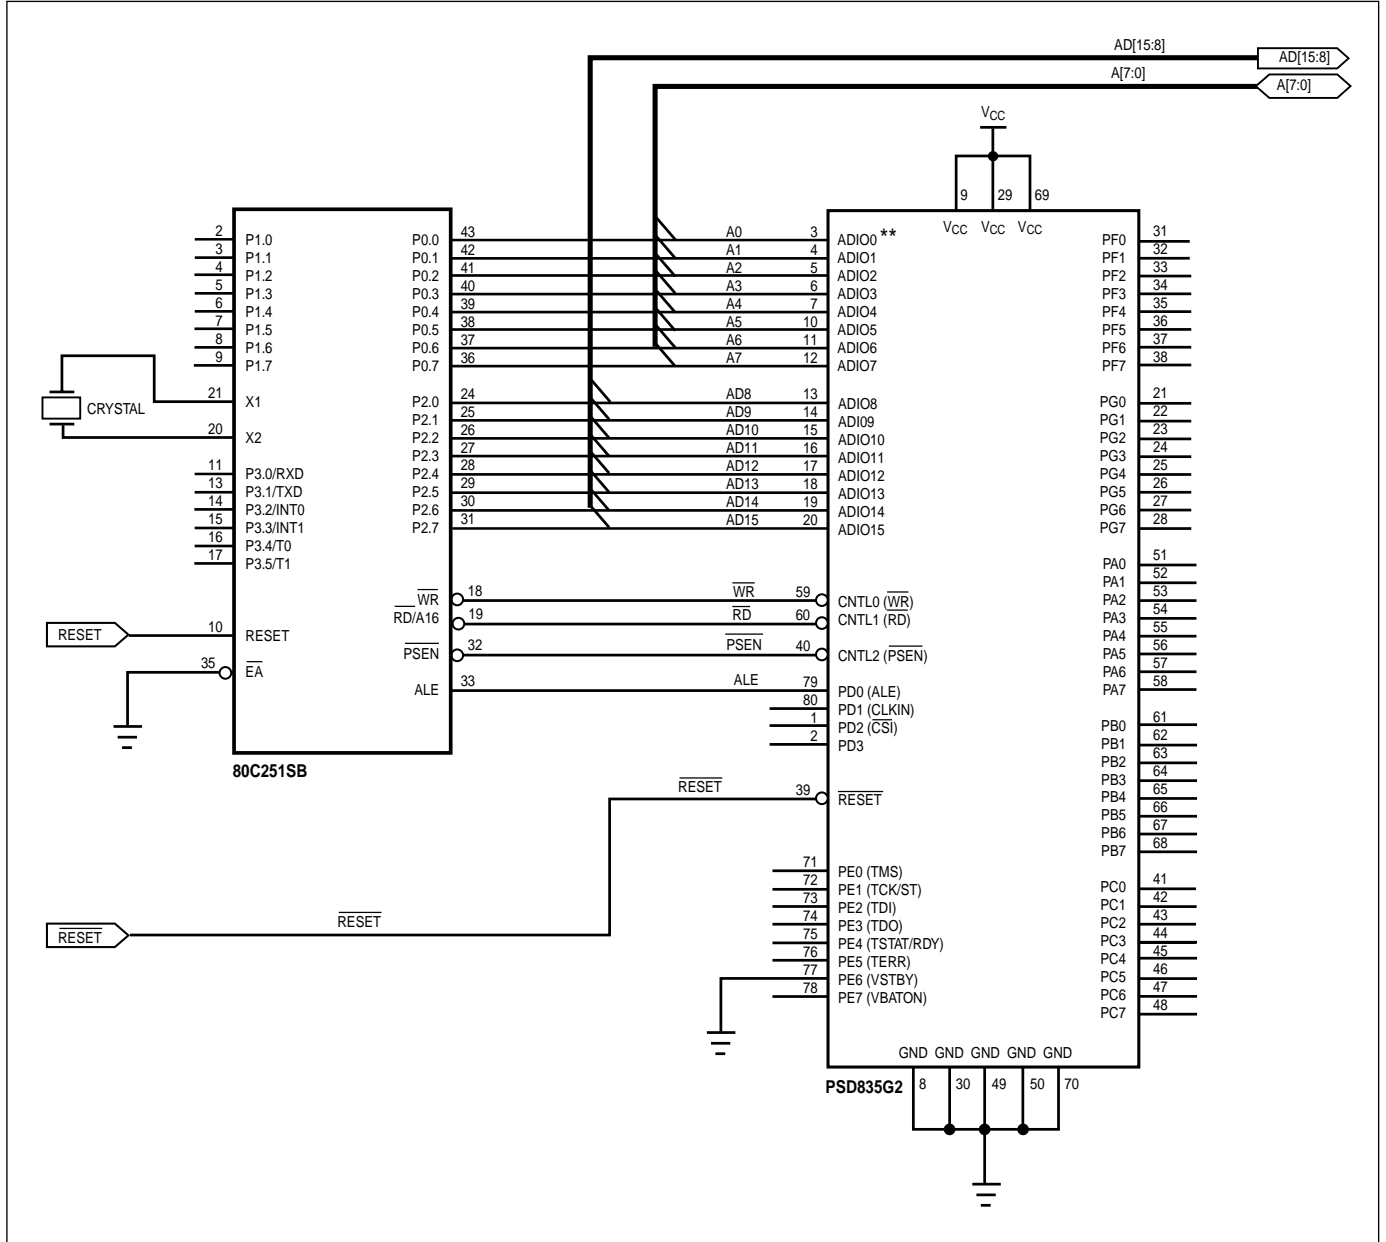 AD[15:8]
AD[15:8]
A[7:0]
A[7:0]
VCC
9 29 69
VCC VCC VCC
2 P1.0
3 P1.1
4 P1.2
5 P1.3
6 P1.4
7 P1.5
8 P1.6
9 P1.7
21 X1
CRYSTAL
20 X2
11 P3.0/RXD
13 P3.1/TXD
14 P3.2/INT0
15 P3.3/INT1
16 P3.4/T0
17 P3.5/T1
RESET
10 RESET
35 EA
P0.0 43
P0.1 42
P0.2 41
P0.3 40
P0.4 39
P0.5 38
P0.6 37
P0.7 36
P2.0 24
P2.1 25
P2.2 26
P2.3 27
P2.4 28
P2.5 29
P2.6 30
P2.7 31
WR 18
RD/A16 19
PSEN 32
ALE 33
80C251SB
A0 3 ADIO0 **
A1 4 ADIO1
A2 5 ADIO2
A3 6 ADIO3
A4 7 ADIO4
A5 10 ADIO5
A6 11 ADIO6
A7 12 ADIO7
AD8 13 ADIO8
AD9 14 ADI09
AD10 15 ADIO10
AD11 16 ADIO11
AD12 17 ADIO12
AD13 18 ADIO13
AD14 19 ADIO14
AD15 20 ADIO15
WR 59 CNTL0 (WR)
RD 60 CNTL1 (RD)
PSEN 40 CNTL2 (PSEN)
ALE 79 PD0 (ALE)
80 PD1 (CLKIN)
1 PD2 (CSI)
2 PD3
RESET 39 RESET
71 PE0 (TMS)
72 PE1 (TCK/ST)
73 PE2 (TDI)
74 PE3 (TDO)
75 PE4 (TSTAT/RDY)
76 PE5 (TERR)
77 PE6 (VSTBY)
78 PE7 (VBATON)
RESET
RESET
PF0 31
PF1 32
PF2 33
PF3 34
PF4 35
PF5 36
PF6 37
PF7 38
PG0 21
PG1 22
PG2 23
PG3 24
PG4 25
PG5 26
PG6 27
PG7 28
PA0 51
PA1 52
PA2 53
PA3 54
PA4 55
PA5 56
PA6 57
PA7 58
PB0 61
PB1 62
PB2 63
PB3 64
PB4 65
PB5 66
PB6 67
PB7 68
PC0 41
PC1 42
PC2 43
PC3 44
PC4 45
PC5 46
PC6 47
PC7 48
GND GND GND GND GND
PSD835G2
8 30 49 50 70